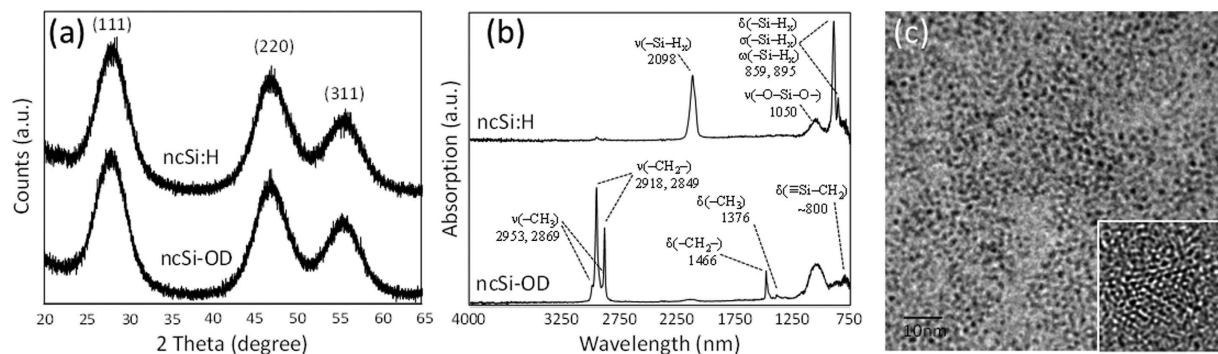 (a)
(111)
(220)
(311)
ncSi:H
ncSi-OD
Counts (a.u.)
20 25 30 35 40 45 50 55 60 65
2 Theta (degree)
(b)
δ(–Si–Hx)
σ(–Si–Hx)
ω(–Si–Hx)
859, 895
ν(–Si–Hx)
2098
ν(–O–Si–O–)
1050
ncSi:H
ν(–CH2–)
2918, 2849
ν(–CH3)
2953, 2869
δ(–CH3)
1376
δ(–CH2–)
1466
δ(≡Si–CH2)
~800
ncSi-OD
Absorption (a.u.)
4000 3250 2750 2250 1750 1250 750
Wavelength (nm)
(c)
10nm